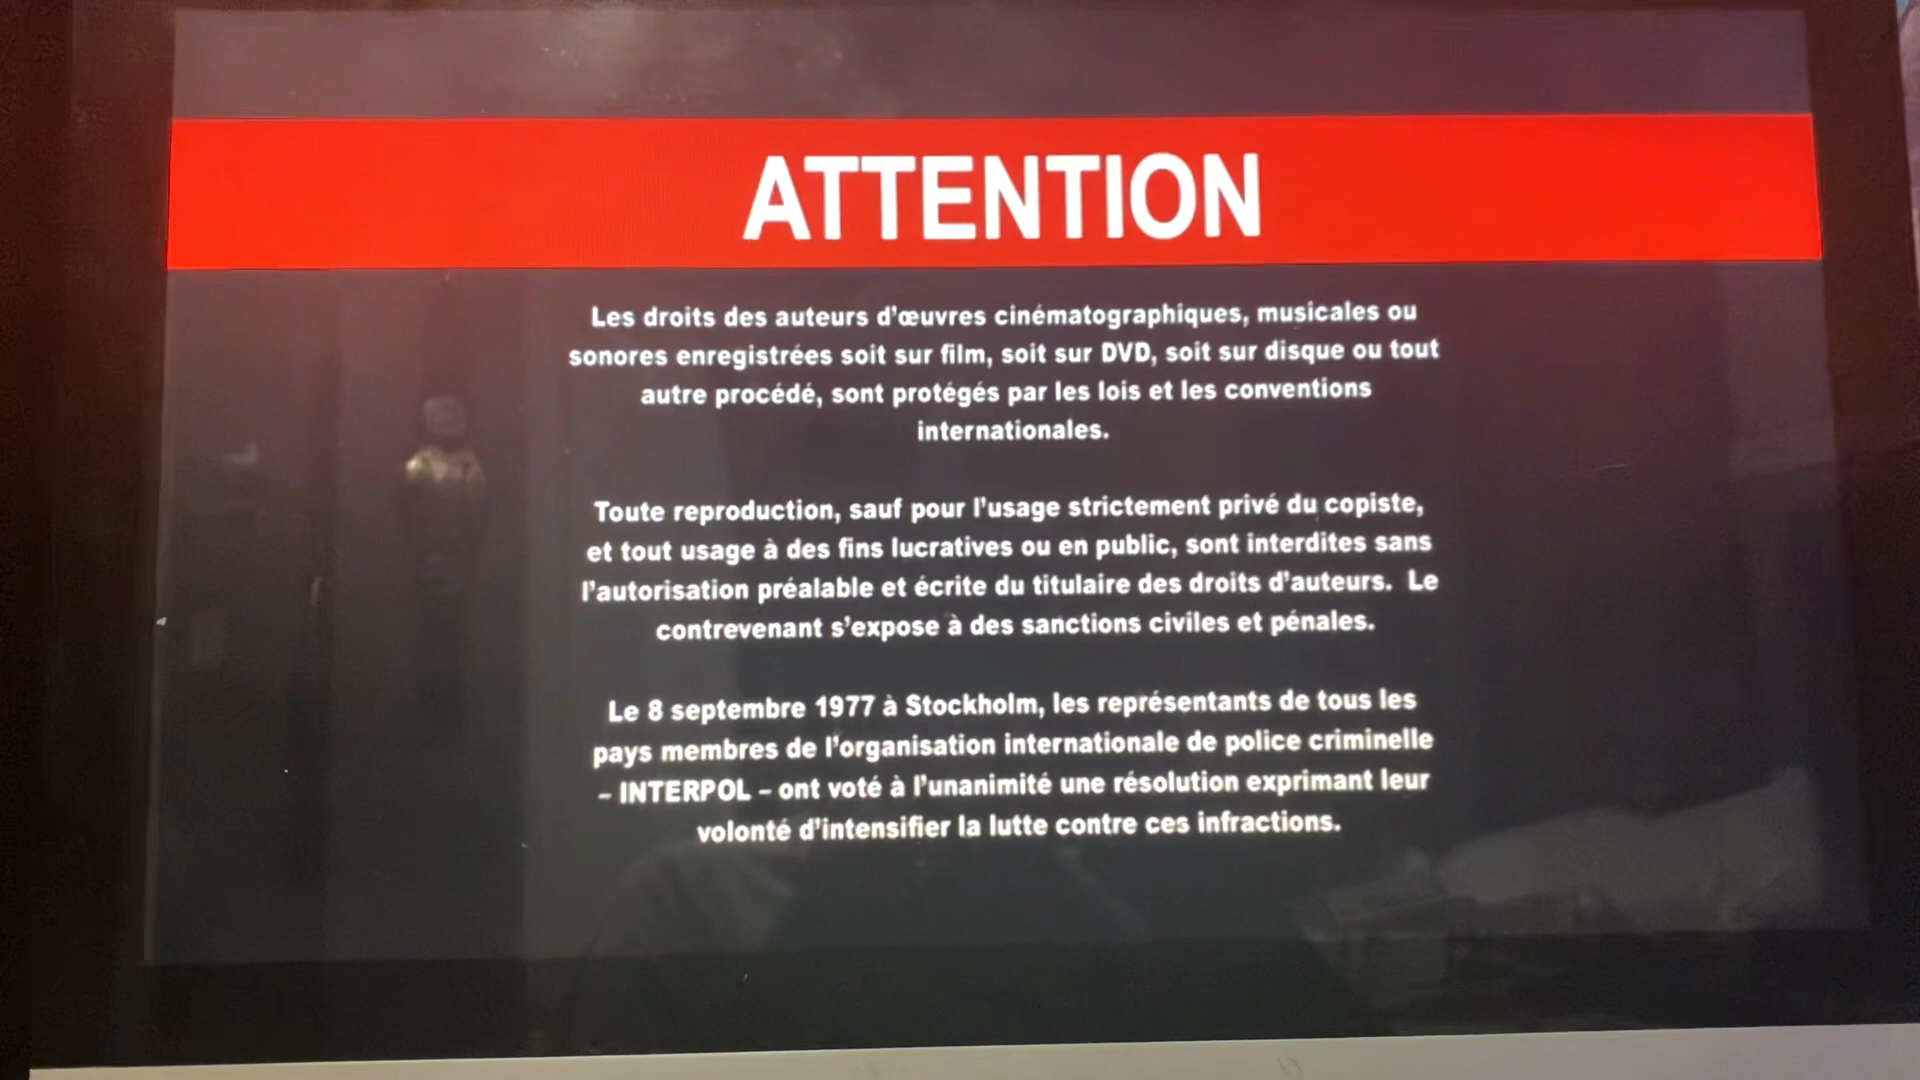 ATTENTION
Les droits des auteurs d'œuvres cinématographiques, musicales ou
sonores enregistrées soit sur film, soit sur DVD, soit sur disque ou tout
autre procédé, sont protégés par les lois et les conventions
internationales.
Toute reproduction, sauf pour l'usage strictement privé du copiste,
et tout usage à des fins lucratives ou en public, sont interdites sans
l'autorisation préalable et écrite du titulaire des droits d'auteurs.  Le
contrevenant s'expose à des sanctions civiles et pénales.
Le 8 septembre 1977 à Stockholm, les représentants de tous les
pays membres de l'organisation internationale de police criminelle
– INTERPOL – ont voté à l'unanimité une résolution exprimant leur
volonté d'intensifier la lutte contre ces infractions.